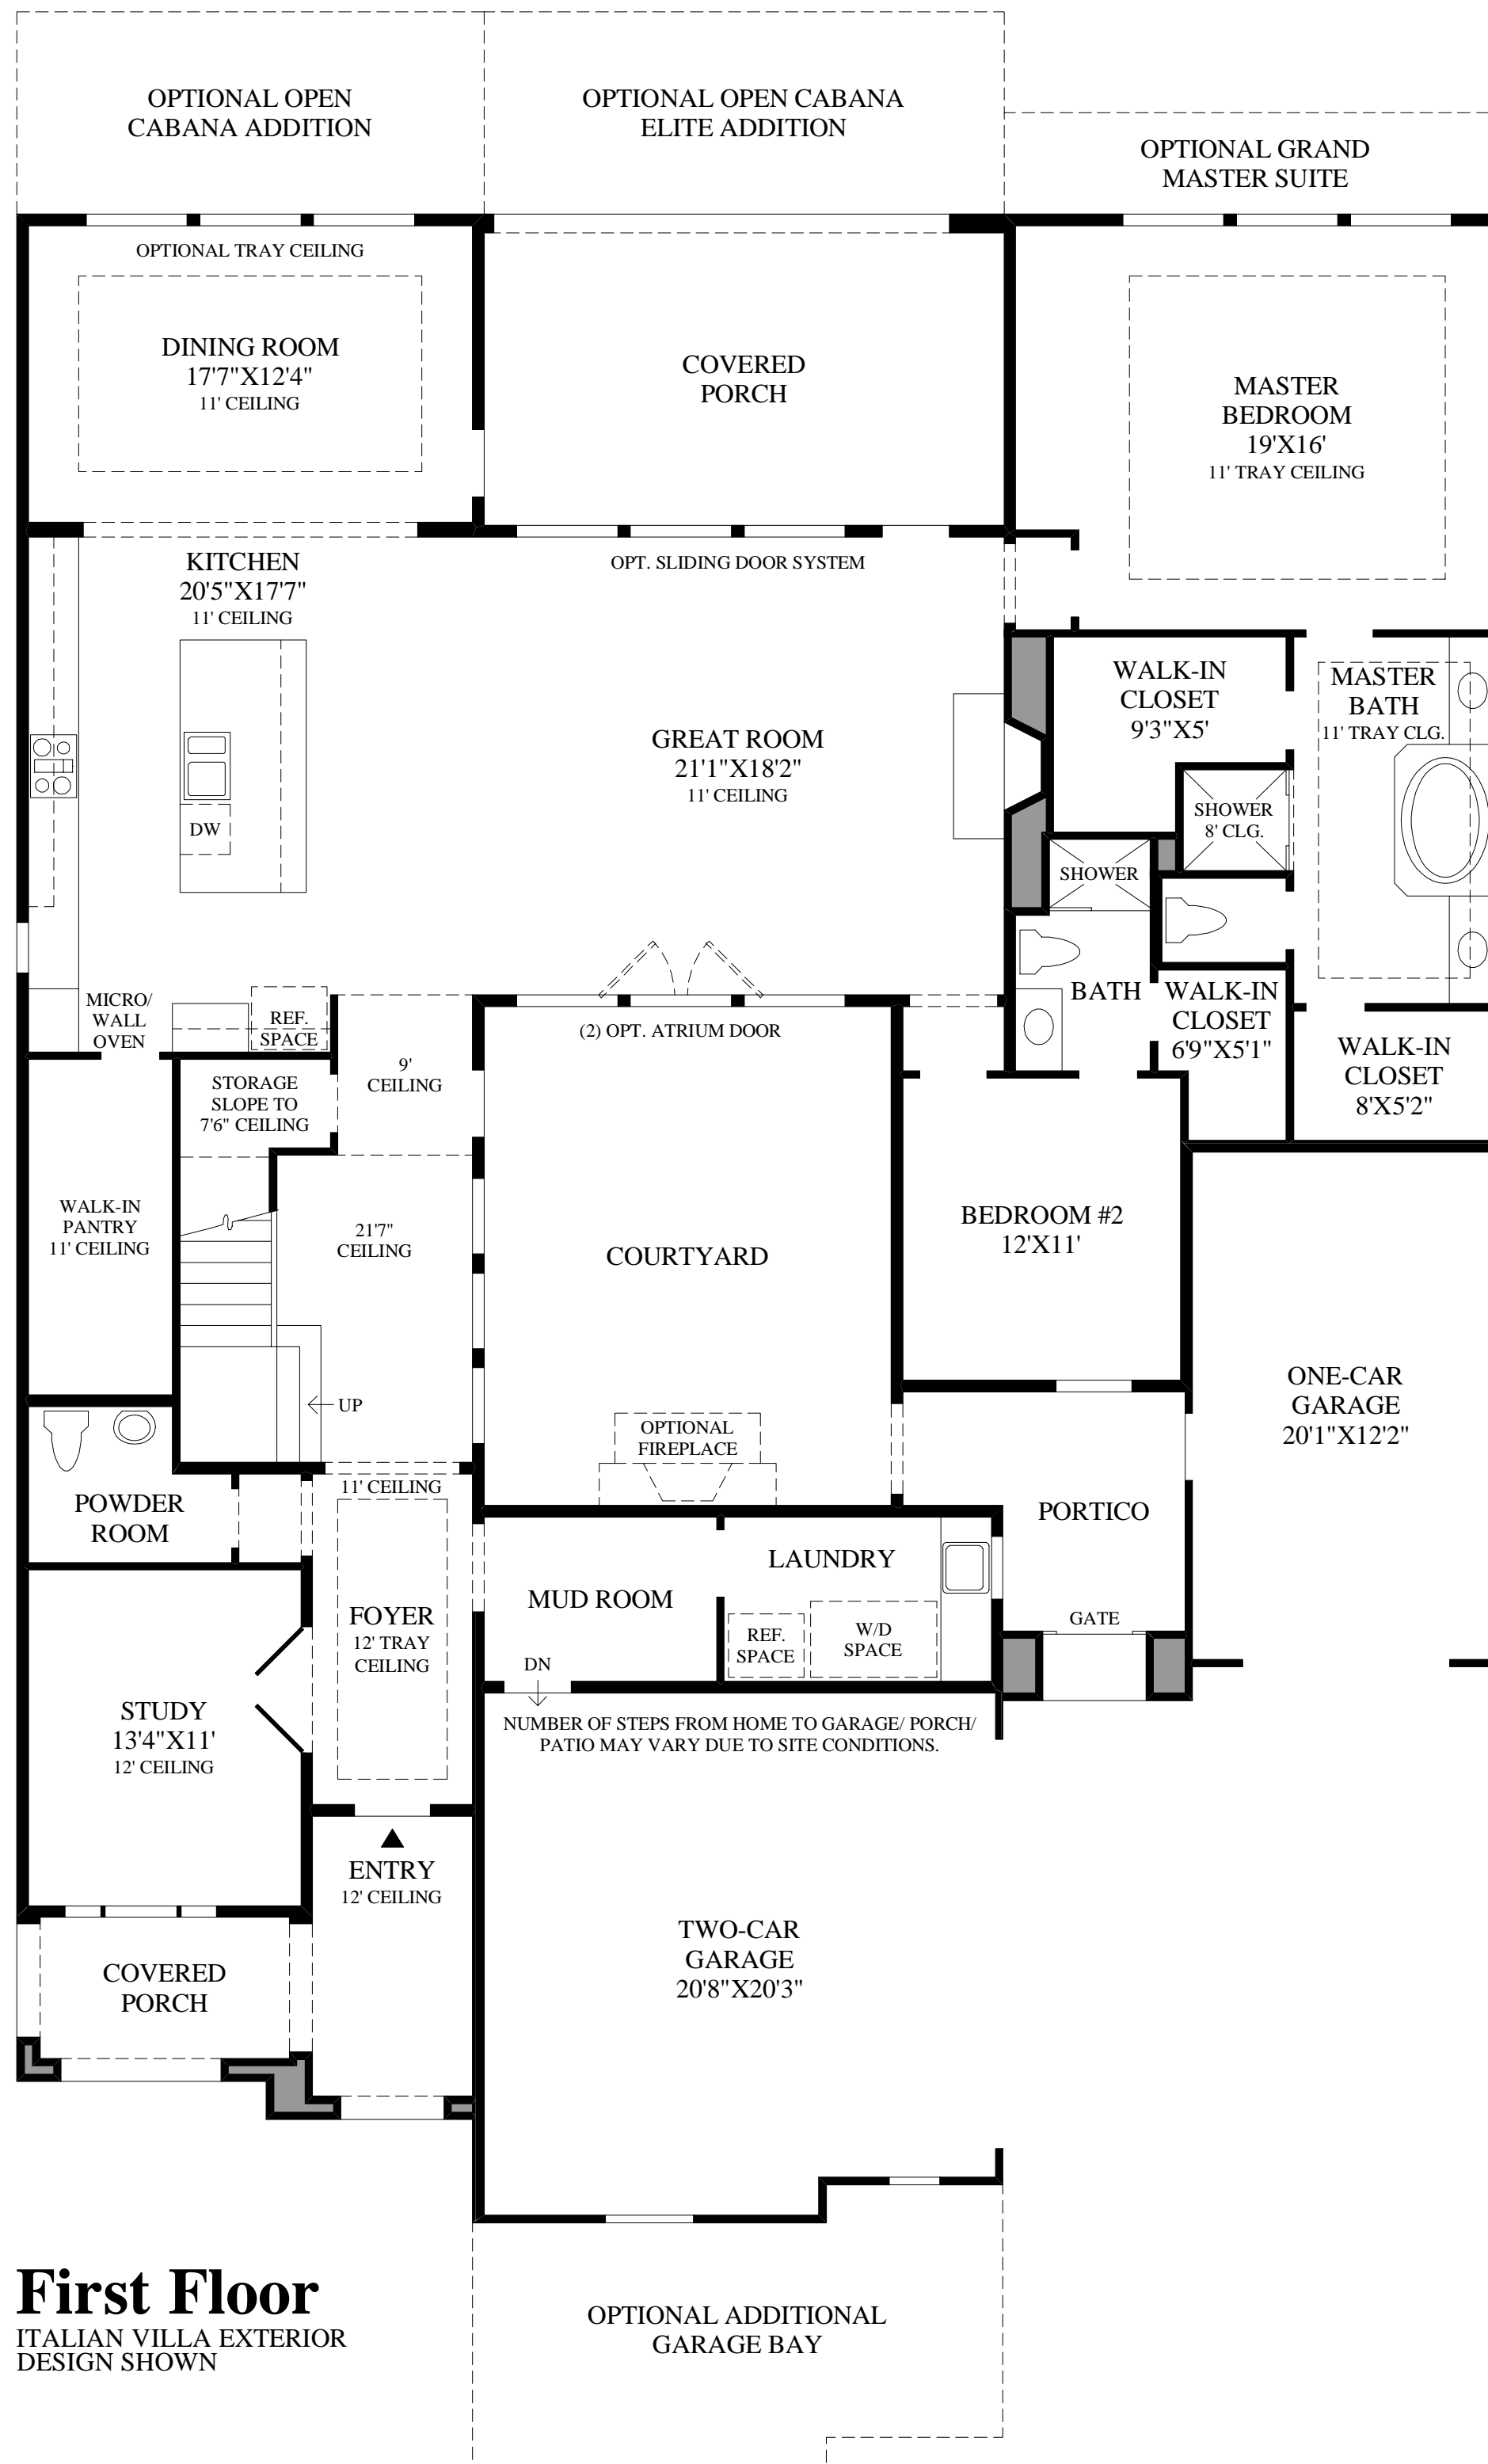 OPTIONAL OPEN
CABANA ADDITION
OPTIONAL OPEN CABANA
ELITE ADDITION
OPTIONAL GRAND
MASTER SUITE
OPTIONAL TRAY CEILING
DINING ROOM
17'7"X12'4"
11' CEILING
COVERED
PORCH
MASTER
BEDROOM
19'X16'
11' TRAY CEILING
KITCHEN
20'5"X17'7"
11' CEILING
OPT. SLIDING DOOR SYSTEM
WALK-IN
CLOSET
9'3"X5'
MASTER
BATH
11' TRAY CLG.
GREAT ROOM
21'1"X18'2"
11' CEILING
DW
SHOWER
8' CLG.
SHOWER
MICRO/
WALL
OVEN
REF.
SPACE
(2) OPT. ATRIUM DOOR
BATH
WALK-IN
CLOSET
6'9"X5'1"
WALK-IN
CLOSET
8'X5'2"
9'
CEILING
STORAGE
SLOPE TO
7'6" CEILING
WALK-IN
PANTRY
11' CEILING
21'7"
CEILING
COURTYARD
BEDROOM #2
12'X11'
ONE-CAR
GARAGE
20'1"X12'2"
UP
OPTIONAL
FIREPLACE
11' CEILING
POWDER
ROOM
PORTICO
LAUNDRY
MUD ROOM
FOYER
12' TRAY
CEILING
REF.
SPACE
W/D
SPACE
GATE
DN
STUDY
13'4"X11'
12' CEILING
NUMBER OF STEPS FROM HOME TO GARAGE/ PORCH/
PATIO MAY VARY DUE TO SITE CONDITIONS.
ENTRY
12' CEILING
TWO-CAR
GARAGE
20'8"X20'3"
COVERED
PORCH
First Floor
ITALIAN VILLA EXTERIOR
DESIGN SHOWN
OPTIONAL ADDITIONAL
GARAGE BAY